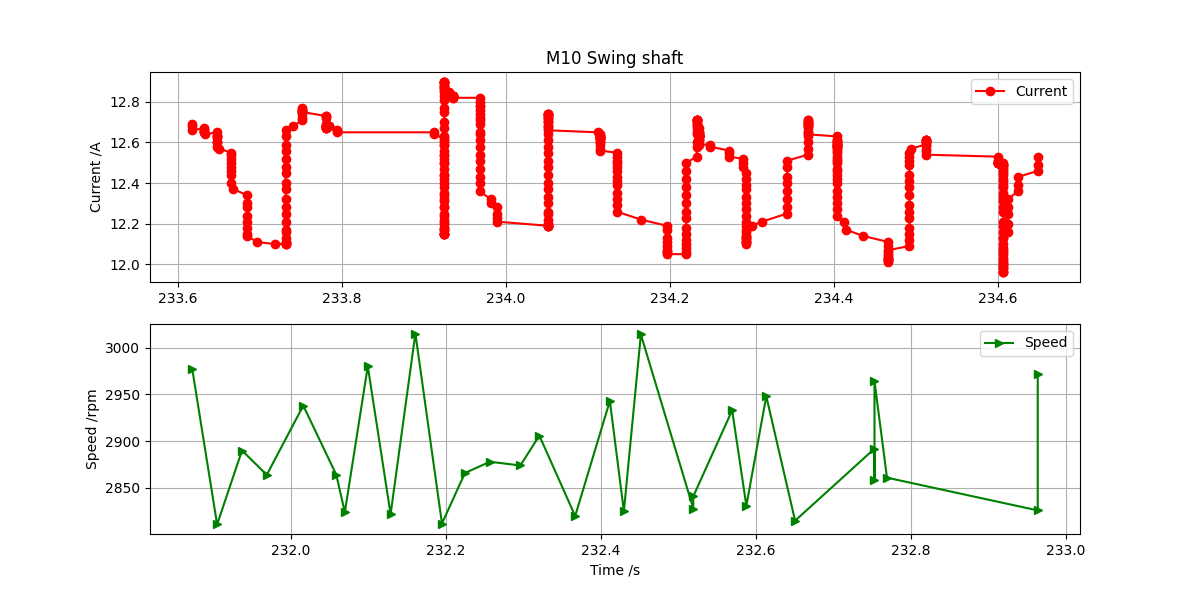 M10 Swing shaft
Current /A
12.8
12.6
12.4
12.2
12.0
Current
233.6 233.8 234.0 234.2 234.4 234.6
Speed /rpm
3000
2950
2900
2850
Speed
232.0 232.2 232.4 232.6 232.8 233.0
Time /s